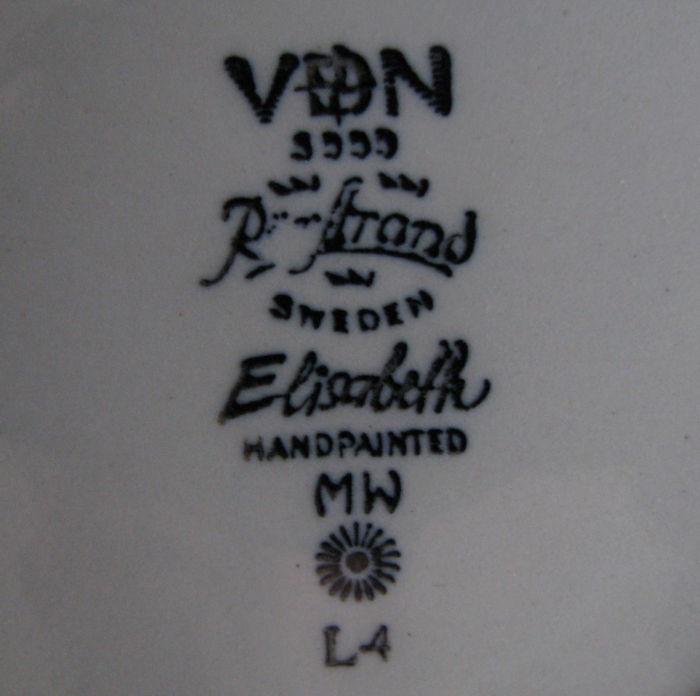 VDN
Rörstrand
SWEDEN
Elisabeth
HANDPAINTED
MW
L4